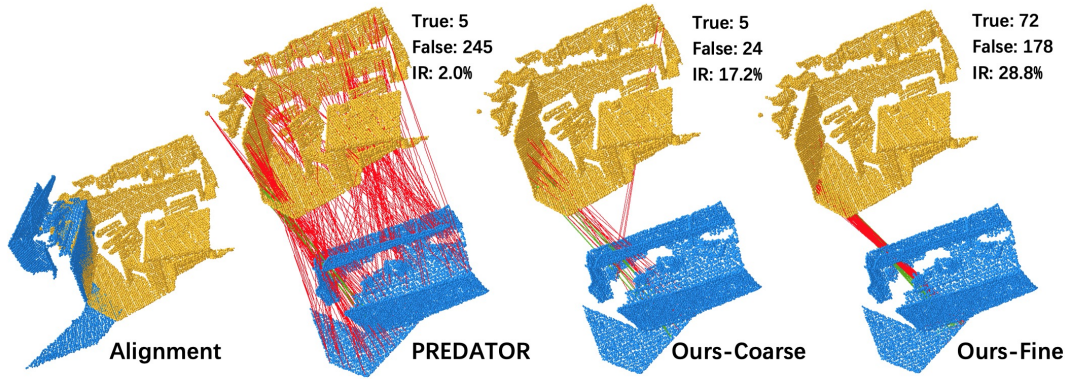 True: 5
False: 245
IR: 2.0%
True: 5
False: 24
IR: 17.2%
True: 72
False: 178
IR: 28.8%
Alignment
PREDATOR
Ours-Coarse
Ours-Fine